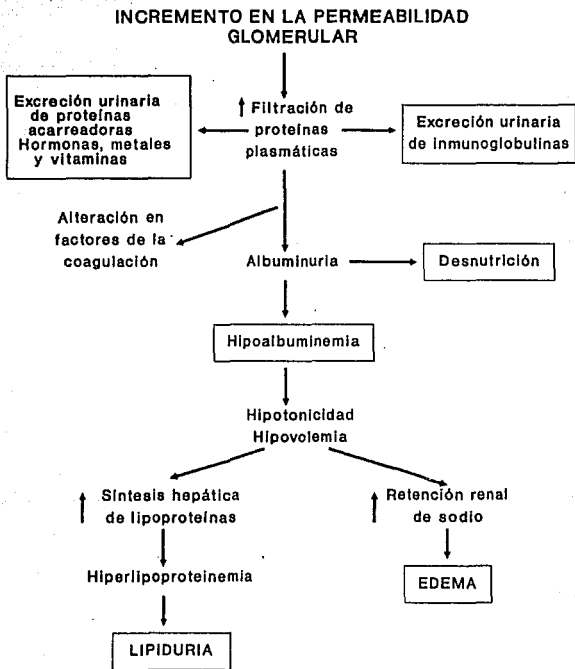 INCREMENTO EN LA PERMEABILIDAD
GLOMERULAR
Excreción urinaria
de proteínas
acarreadoras
Hormonas, metales
y vitaminas
↑ Filtración de
proteínas
plasmáticas
Excreción urinaria
de inmunoglobulinas
Alteración en
factores de la
coagulación
Albuminuria
Desnutrición
Hipoalbuminemia
Hipotonicidad
Hipovolemia
↑ Síntesis hepática
de lipoproteínas
↑ Retención renal
de sodio
Hiperlipoproteinemia
EDEMA
LIPIDURIA